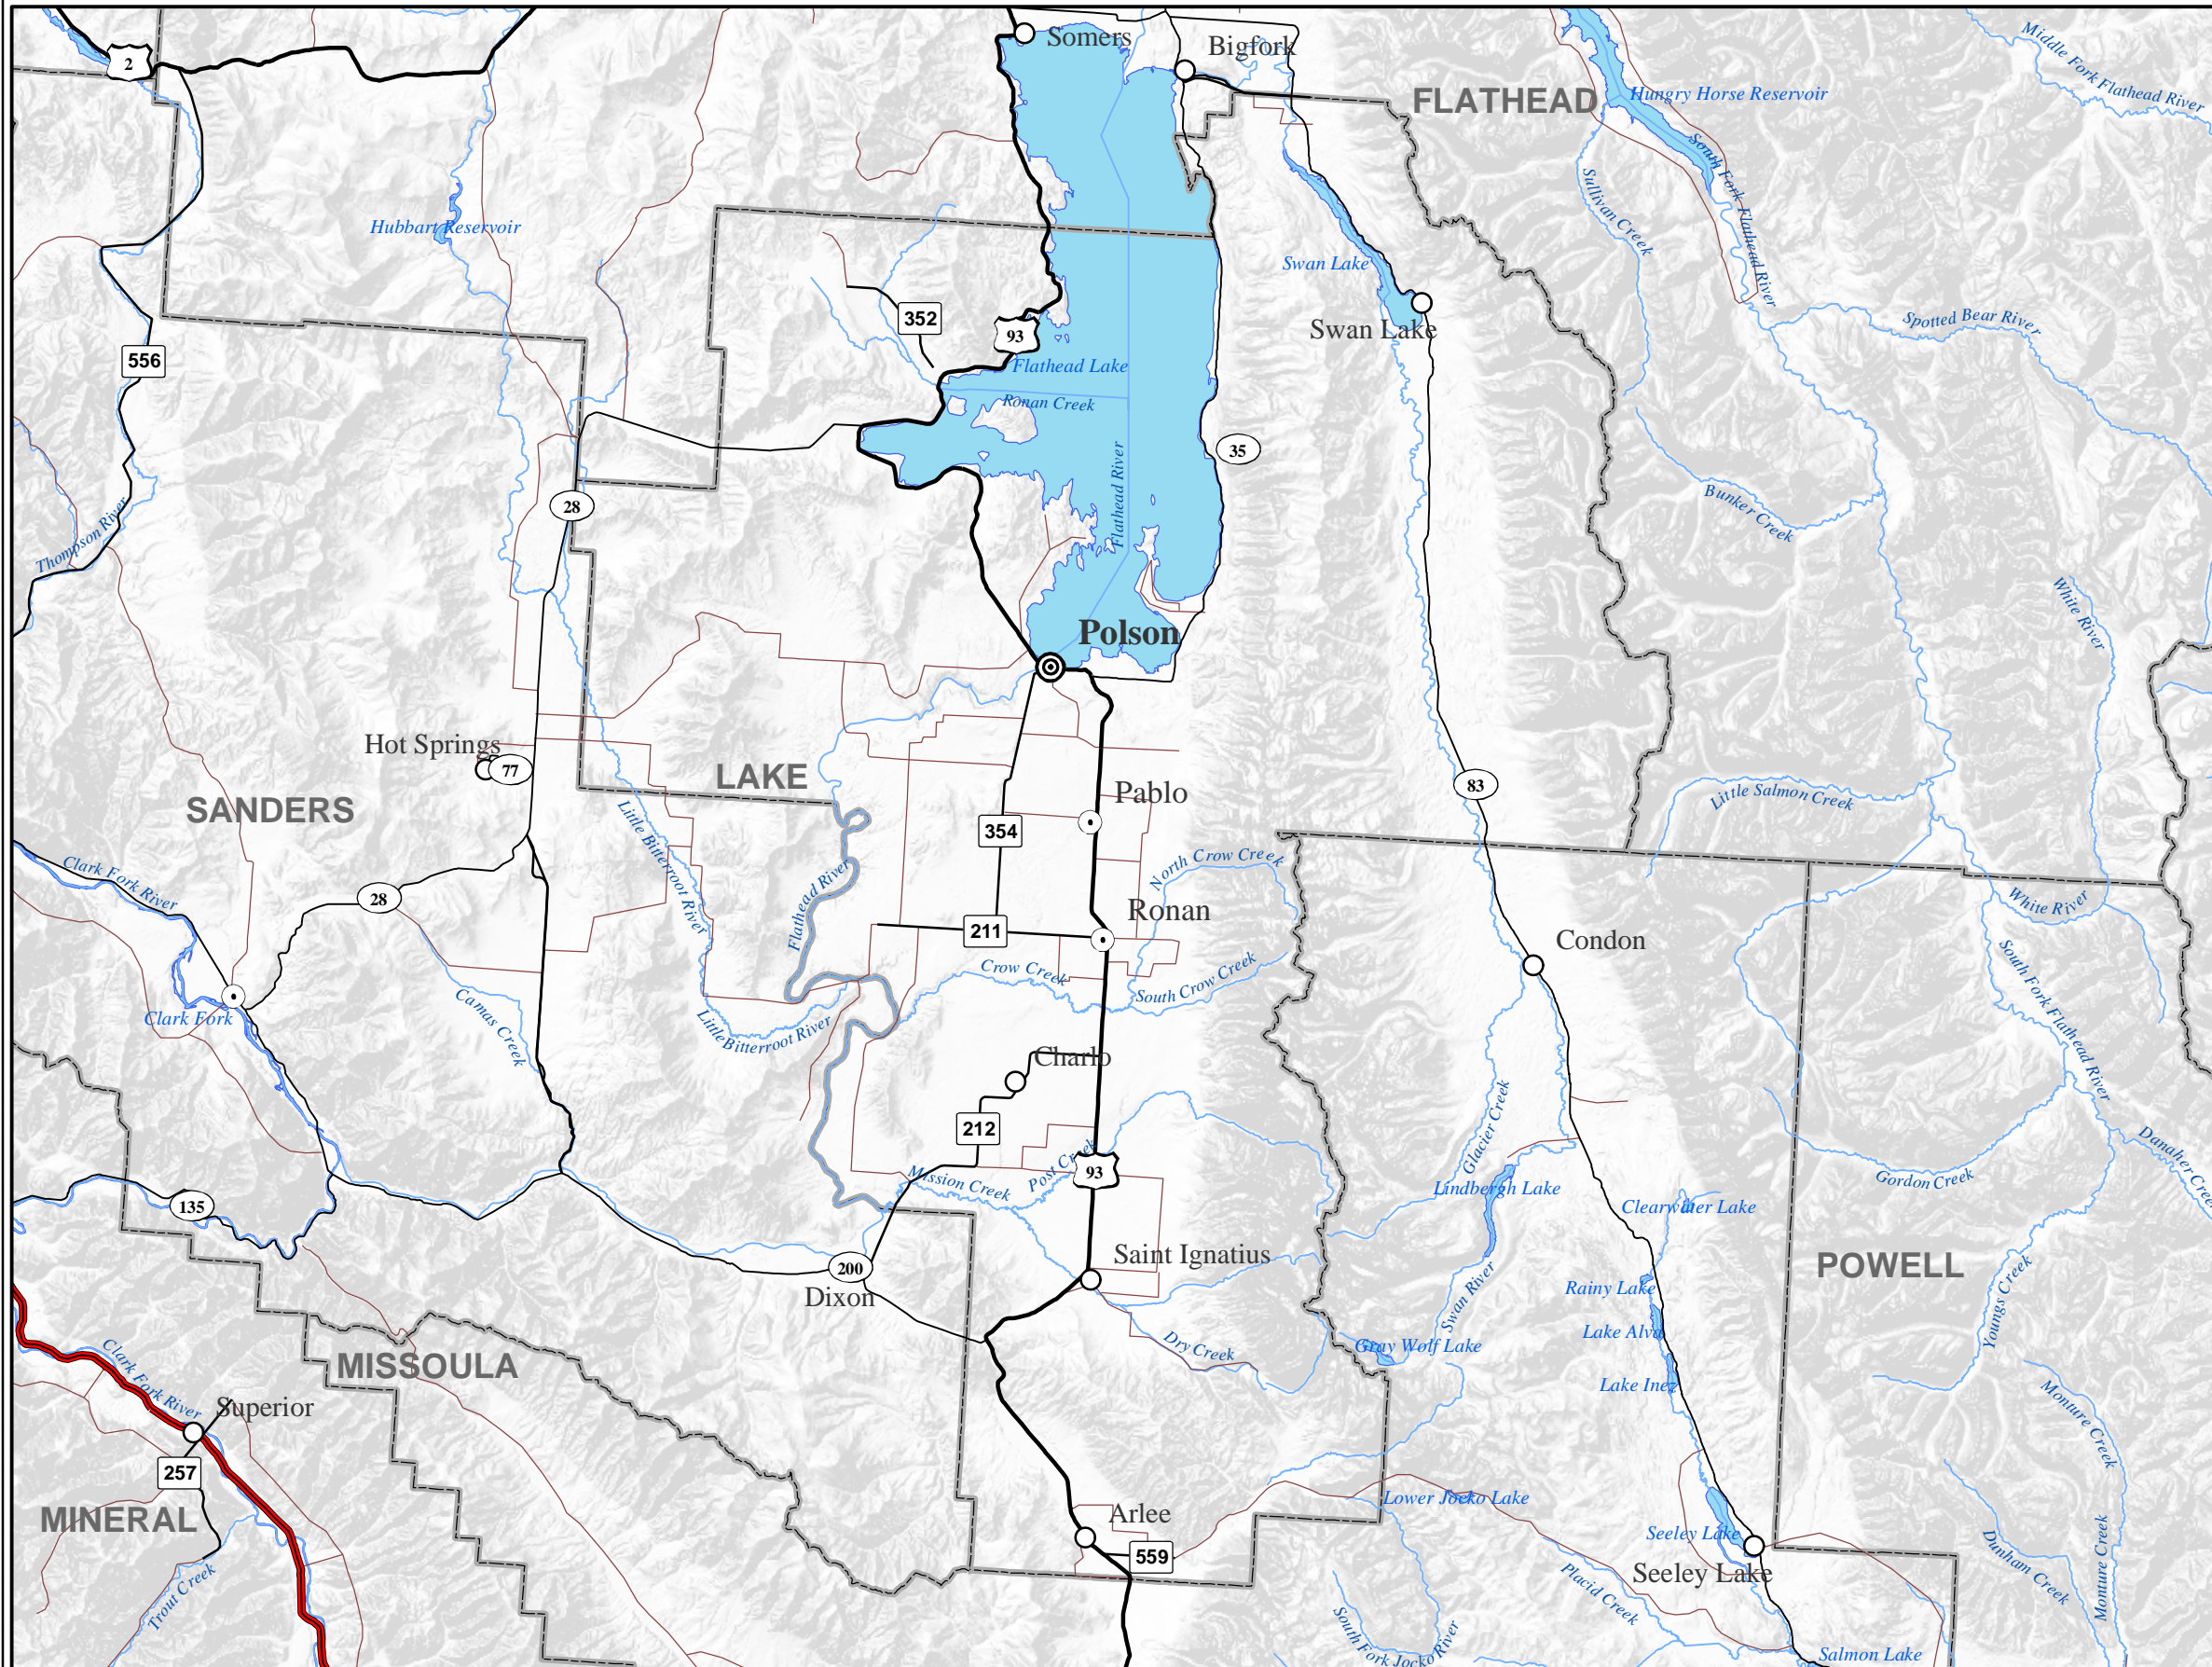 Somers
Bigfork
2
Middle Fork Flathead River
FLATHEAD
Hungry Horse Reservoir
South Fork Flathead River
Sullivan Creek
Hubbart Reservoir
Swan Lake
Swan Lake
352
93
Spotted Bear River
556
Flathead Lake
Ronan Creek
35
Flathead River
28
Bunker Creek
Thompson River
White River
Polson
Hot Springs
77
LAKE
SANDERS
Pablo
83
Little Salmon Creek
354
Little Bitterroot River
Clark Fork River
28
Flathead River
North Crow Creek
Ronan
211
White River
Condon
Crow Creek
South Crow Creek
South Fork Flathead River
Camas Creek
Clark Fork
Little Bitterroot River
Charlo
212
Glacier Creek
Post Creek
93
Danaher Creek
Mission Creek
Gordon Creek
Lindbergh Lake
135
Clearwater Lake
Saint Ignatius
200
Dixon
POWELL
Rainy Lake
Swan River
Youngs Creek
Lake Alva
Dry Creek
Gray Wolf Lake
MISSOULA
Clark Fork River
Lake Inez
Superior
Monture Creek
257
Lower Jocko Lake
MINERAL
Arlee
559
Seeley Lake
Seeley Lake
Dunham Creek
Monture Creek
Trout Creek
Placid Creek
South Fork Jocko River
Salmon Lake